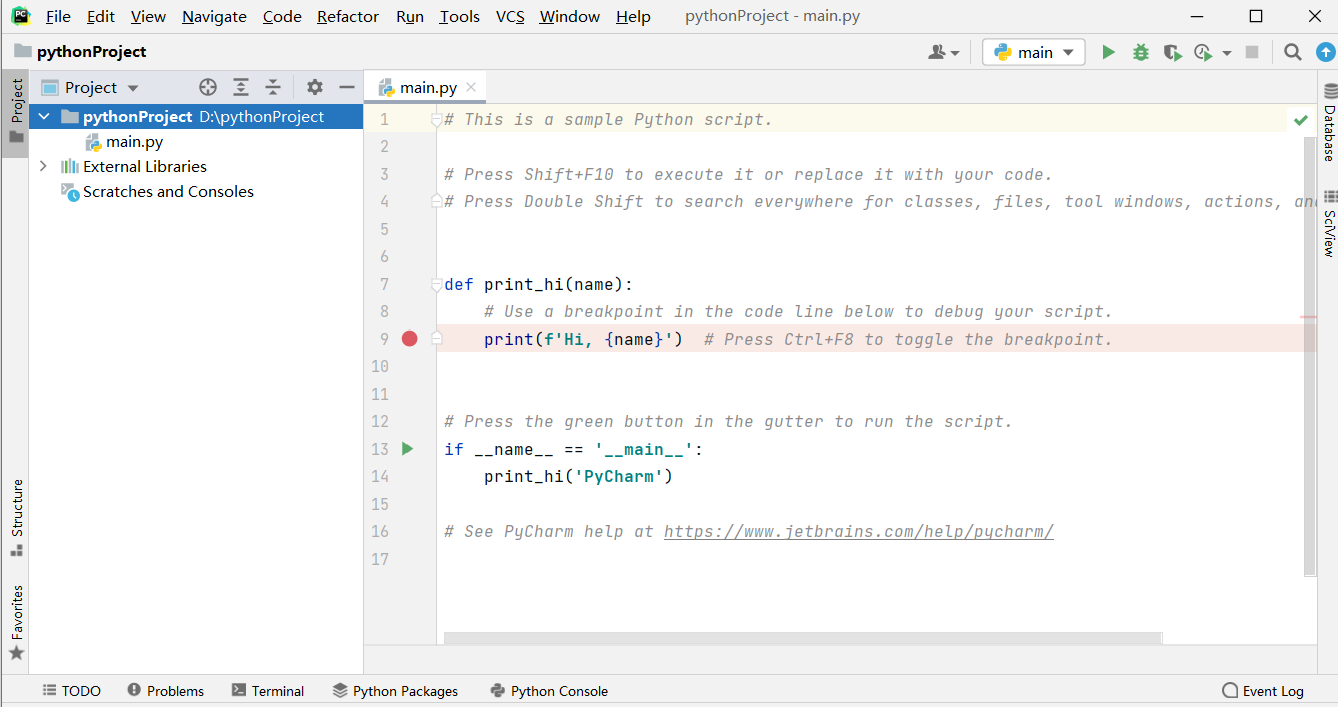 PC File Edit View Navigate Code Refactor Run Tools VCS Window Help pythonProject - main.py
pythonProject
main
Project
Project
main.py
pythonProject D:\pythonProject
main.py
External Libraries
Scratches and Consoles
Structure
Favorites
1 # This is a sample Python script.
2
3 # Press Shift+F10 to execute it or replace it with your code.
4 # Press Double Shift to search everywhere for classes, files, tool windows, actions, an
5
6
7 def print_hi(name):
8     # Use a breakpoint in the code line below to debug your script.
9     print(f'Hi, {name}')  # Press Ctrl+F8 to toggle the breakpoint.
10
11
12 # Press the green button in the gutter to run the script.
13 if __name__ == '__main__':
14     print_hi('PyCharm')
15
16 # See PyCharm help at https://www.jetbrains.com/help/pycharm/
17
Database
SciView
TODO Problems Terminal Python Packages Python Console Event Log